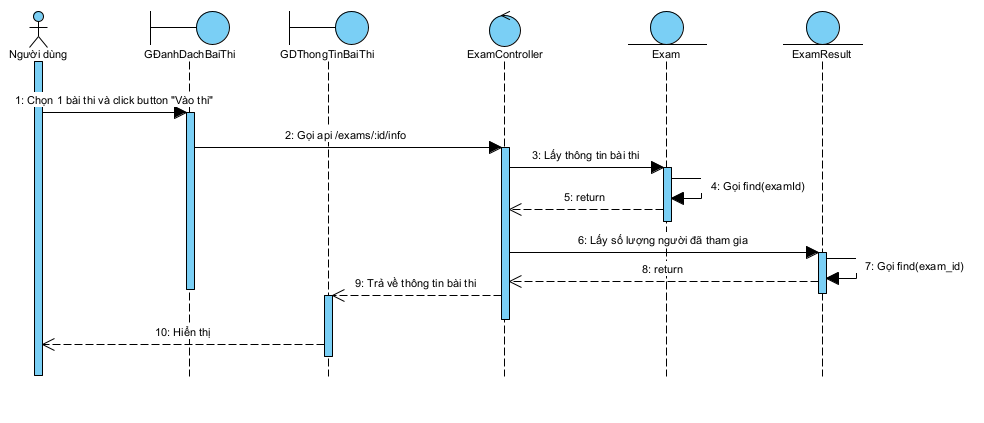 Người dùng
GĐanhDachBaiThi
GDThongTinBaiThi
ExamController
Exam
ExamResult
1: Chọn 1 bài thi và click button "Vào thi"
2: Gọi api /exams/:id/info
3: Lấy thông tin bài thi
4: Gọi find(examId)
5: return
6: Lấy số lượng người đã tham gia
7: Gọi find(exam_id)
8: return
9: Trả về thông tin bài thi
10: Hiển thị